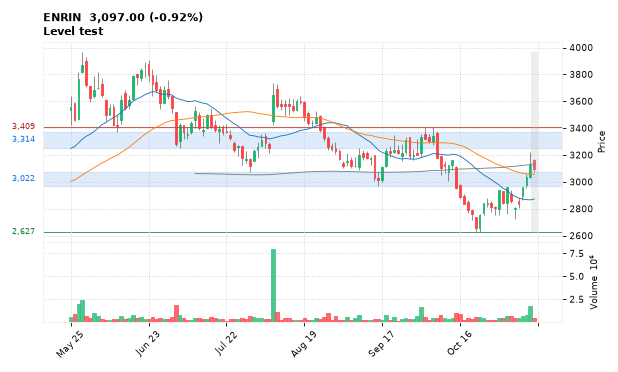 ENRIN 3,097.00 (-0.92%)
Level test
4000
3800
3600
3,409
3400
3,314
3200
3,022
3000
2800
2,627
2600
Price
7.5
5.0
2.5
Volume 10⁶
May 25
Jun 23
Jul 22
Aug 19
Sep 17
Oct 16